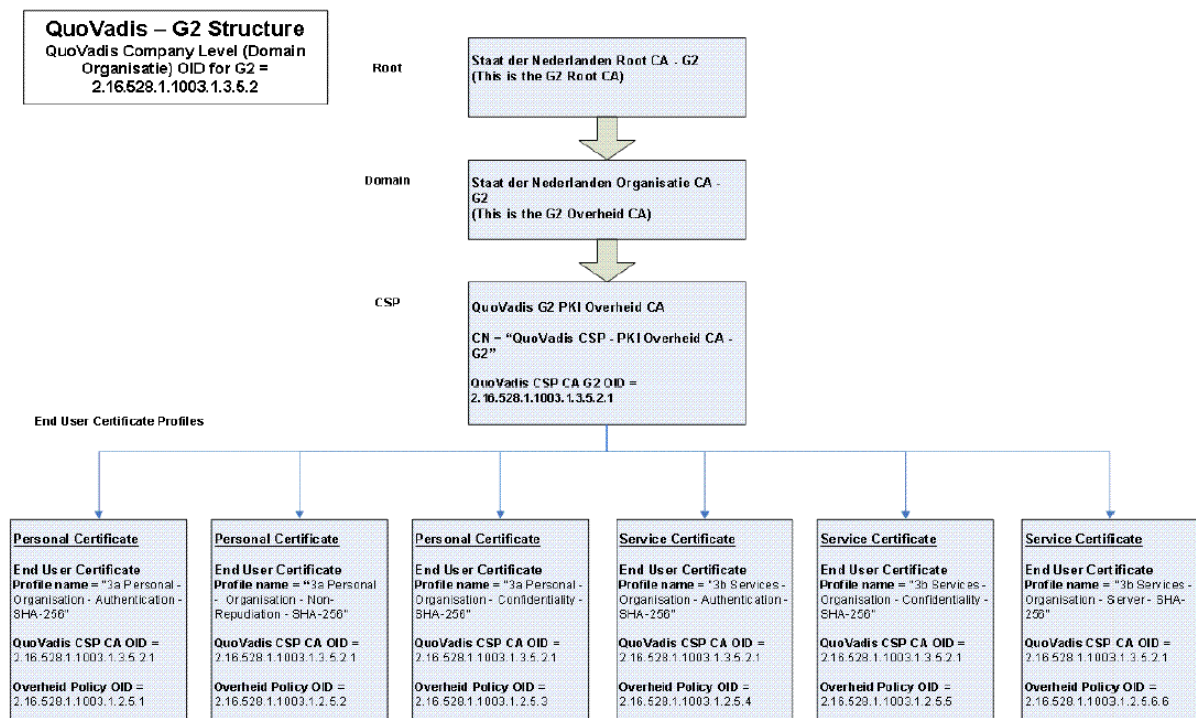 QuoVadis – G2 Structure
QuoVadis Company Level (Domain
Organisatie) OID for G2 =
2.16.528.1.1003.1.3.5.2
Root
Staat der Nederlanden Root CA - G2
(This is the G2 Root CA)
Domain
Staat der Nederlanden Organisatie CA -
G2
(This is the G2 Overheid CA)
CSP
QuoVadis G2 PKI Overheid CA
CN – “QuoVadis CSP - PKI Overheid CA -
G2”
QuoVadis CSP CA G2 OID =
2.16.528.1.1003.1.3.5.2.1
End User Certificate Profiles
Personal Certificate
End User Certificate
Profile name = "3a Personal -
Organisation - Authentication -
SHA-256"
QuoVadis CSP CA OID =
2.16.528.1.1003.1.3.5.2.1
Overheid Policy OID =
2.16.528.1.1003.1.2.5.1
Personal Certificate
End User Certificate
Profile name = “3a Personal
- Organisation - Non-
Repudiation - SHA-256"
QuoVadis CSP CA OID =
2.16.528.1.1003.1.3.5.2.1
Overheid Policy OID =
2.16.528.1.1003.1.2.5.2
Personal Certificate
End User Certificate
Profile name = "3a Personal -
Organisation - Confidentiality -
SHA-256"
QuoVadis CSP CA OID =
2.16.528.1.1003.1.3.5.2.1
Overheid Policy OID =
2.16.528.1.1003.1.2.5.3
Service Certificate
End User Certificate
Profile name = "3b Services -
Organisation - Authentication -
SHA-256"
QuoVadis CSP CA OID =
2.16.528.1.1003.1.3.5.2.1
Overheid Policy OID =
2.16.528.1.1003.1.2.5.4
Service Certificate
End User Certificate
Profile name = "3b Services -
Organisation - Confidentiality -
SHA-256"
QuoVadis CSP CA OID =
2.16.528.1.1003.1.3.5.2.1
Overheid Policy OID =
2.16.528.1.1003.1.2.5.5
Service Certificate
End User Certificate
Profile name = "3b Services -
Organisation - Server - SHA-
256"
QuoVadis CSP CA OID =
2.16.528.1.1003.1.3.5.2.1
Overheid Policy OID =
2.16.528.1.1003.1.2.5.6.6